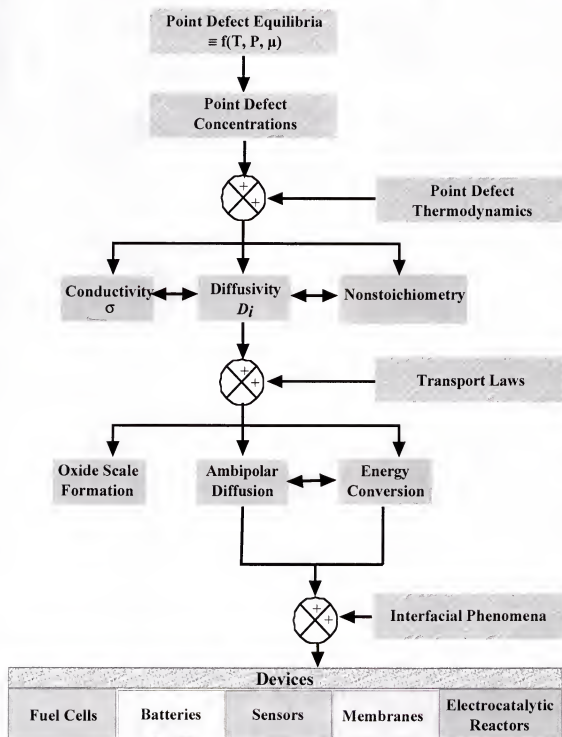 Point Defect Equilibria
≡ f(T, P, μ)
Point Defect
Concentrations
+
+
Point Defect
Thermodynamics
Conductivity
σ
Diffusivity
Di
Nonstoichiometry
+
+
Transport Laws
Oxide Scale
Formation
Ambipolar
Diffusion
Energy
Conversion
+
+
Interfacial Phenomena
Devices
Fuel Cells
Batteries
Sensors
Membranes
Electrocatalytic
Reactors